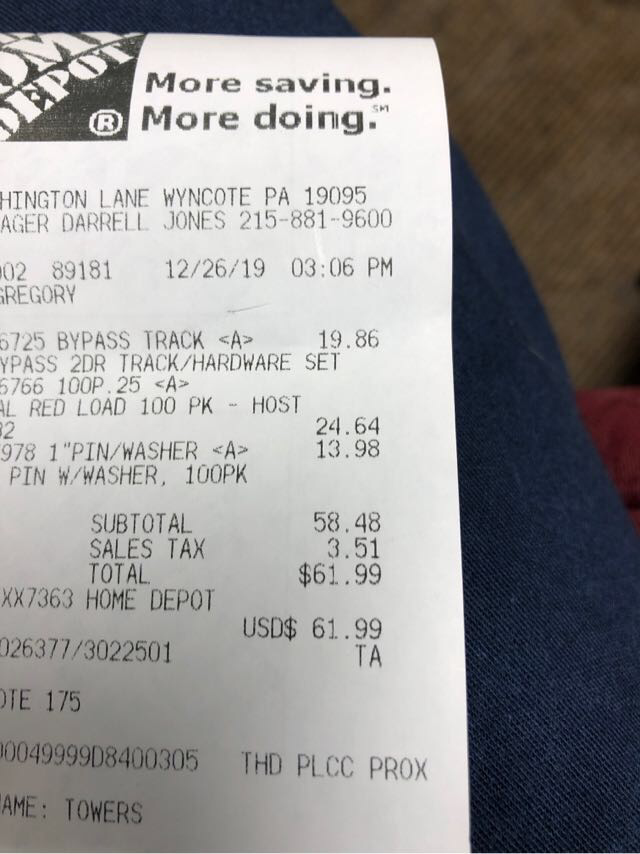 DEPOT
®
More saving.
More doing.℠
HINGTON LANE WYNCOTE PA 19095
AGER DARRELL JONES 215-881-9600
02 89181 12/26/19 03:06 PM
GREGORY
6725 BYPASS TRACK <A> 19.86
YPASS 2DR TRACK/HARDWARE SET
6766 100P.25 <A>
AL RED LOAD 100 PK - HOST
2 24.64
978 1"PIN/WASHER <A> 13.98
PIN W/WASHER, 100PK
SUBTOTAL 58.48
SALES TAX 3.51
TOTAL $61.99
XX7363 HOME DEPOT
USD$ 61.99
026377/3022501 TA
OTE 175
00049999D8400305 THD PLCC PROX
AME: TOWERS